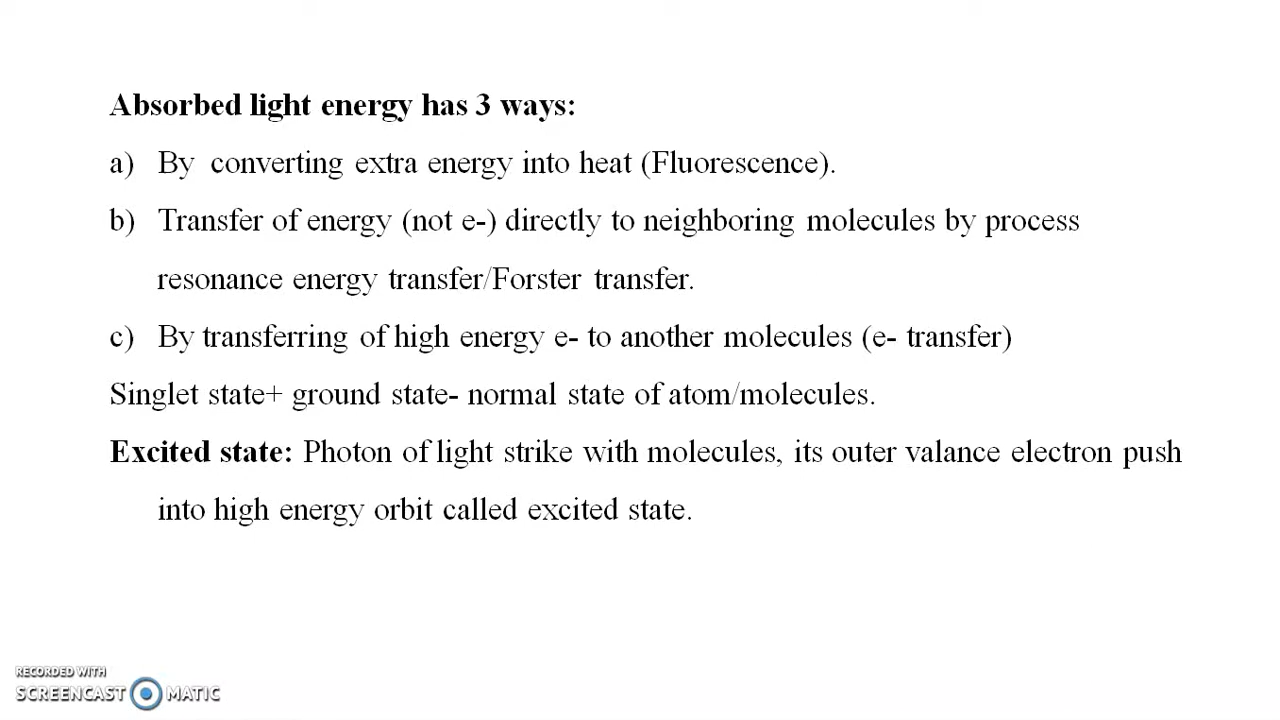 Absorbed light energy has 3 ways:
a) By converting extra energy into heat (Fluorescence).
b) Transfer of energy (not e-) directly to neighboring molecules by process
resonance energy transfer/Forster transfer.
c) By transferring of high energy e- to another molecules (e- transfer)
Singlet state+ ground state- normal state of atom/molecules.
Excited state: Photon of light strike with molecules, its outer valance electron push
into high energy orbit called excited state.
RECORDED WITH
SCREENCAST MATIC